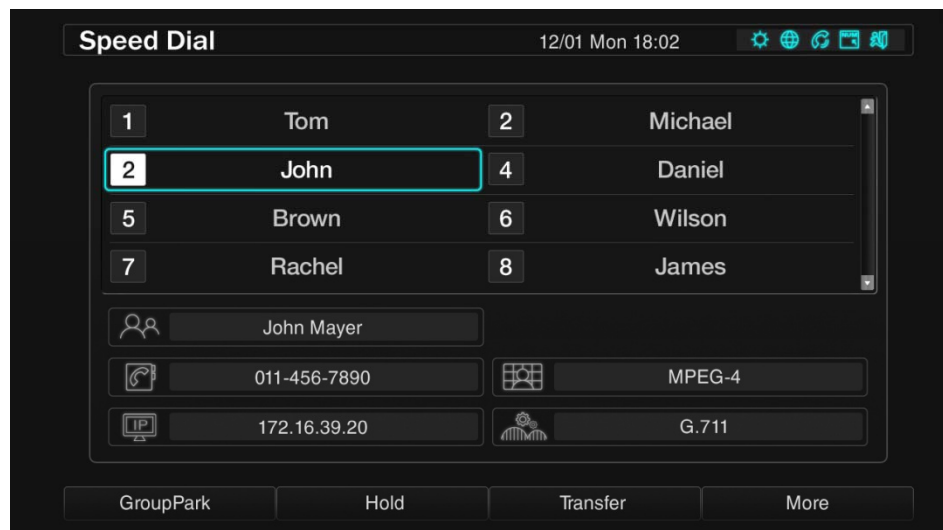 Speed Dial 12/01 Mon 18:02
1 Tom 2 Michael
2 John 4 Daniel
5 Brown 6 Wilson
7 Rachel 8 James
John Mayer
011-456-7890 MPEG-4
IP 172.16.39.20 G.711
GroupPark Hold Transfer More